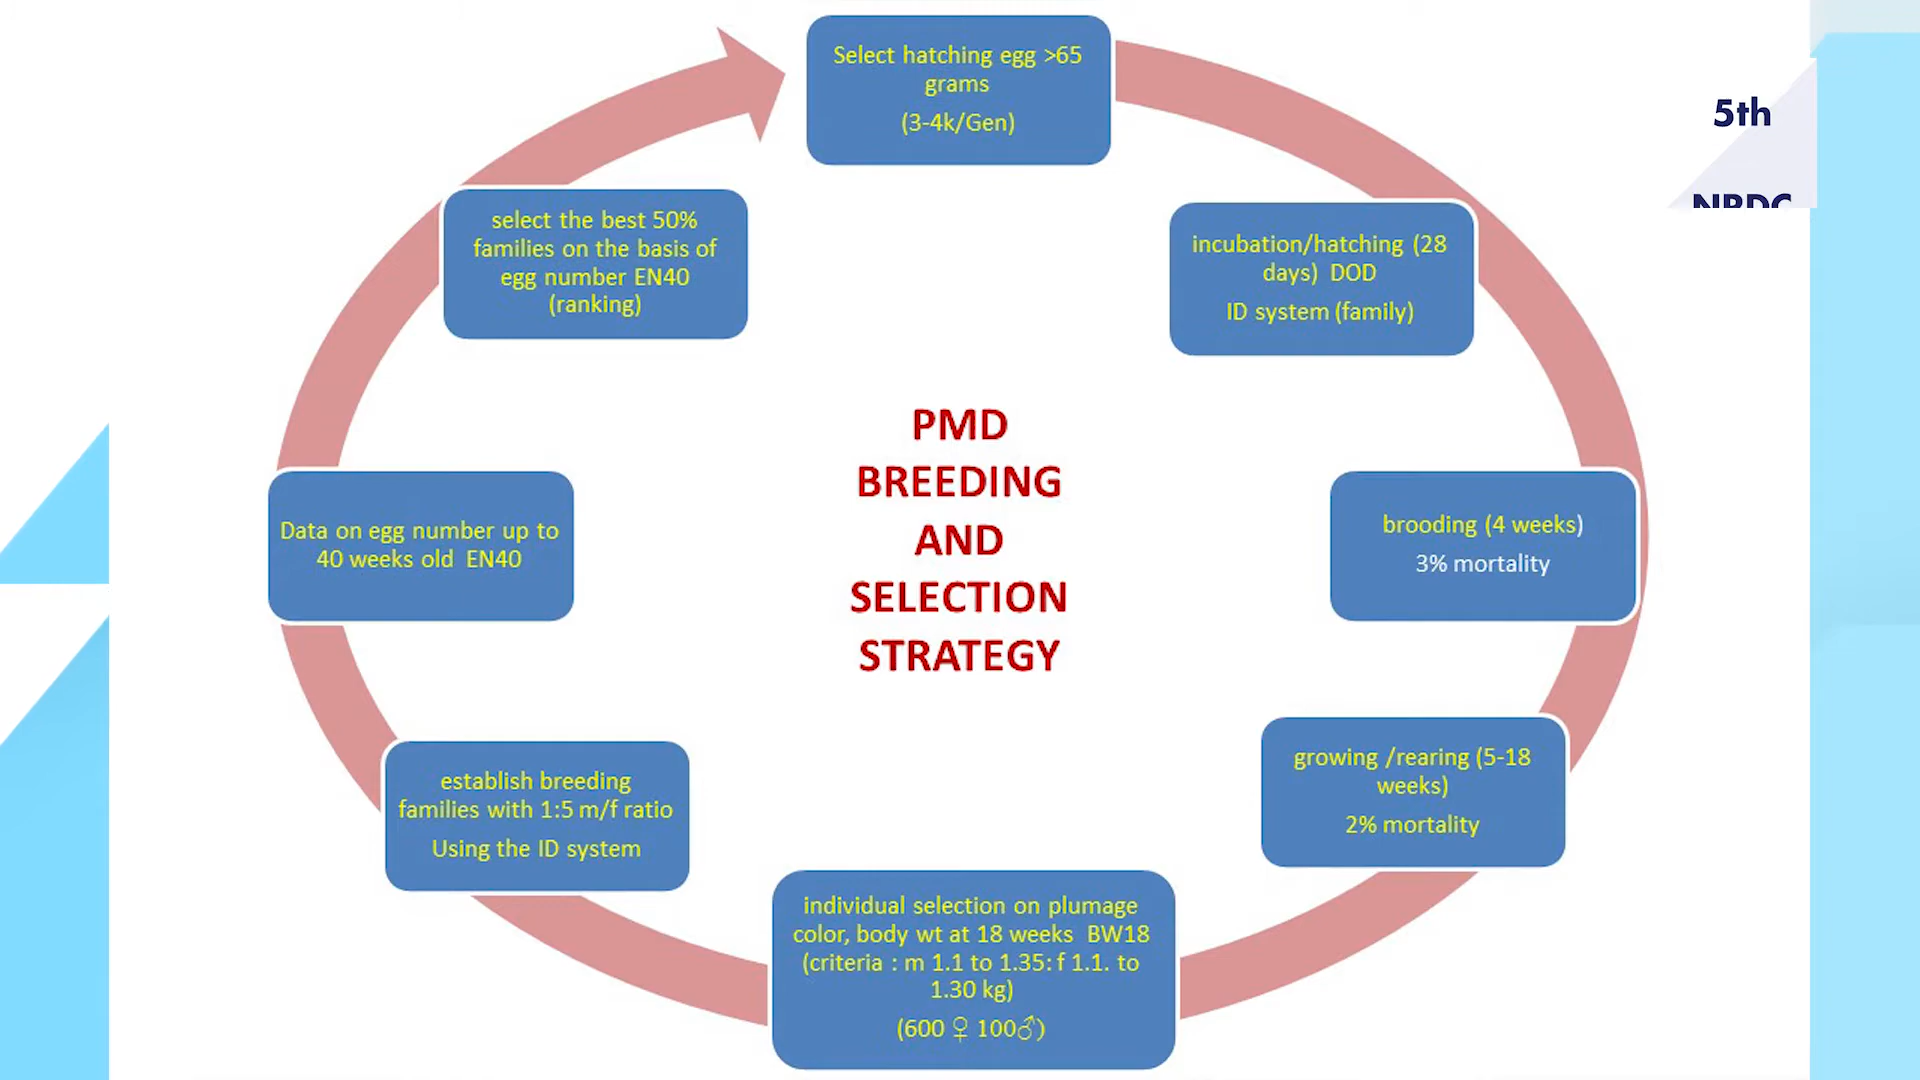 Select hatching egg >65
grams
(3-4k/Gen)
5th
NRDC
incubation/hatching (28
days) DOD
ID system (family)
brooding (4 weeks)
3% mortality
growing /rearing (5-18
weeks)
2% mortality
individual selection on plumage
color, body wt at 18 weeks BW18
(criteria : m 1.1 to 1.35: f 1.1. to
1.30 kg)
(600 ♀ 100♂)
establish breeding
families with 1:5 m/f ratio
Using the ID system
Data on egg number up to
40 weeks old EN40
select the best 50%
families on the basis of
egg number EN40
(ranking)
PMD
BREEDING
AND
SELECTION
STRATEGY